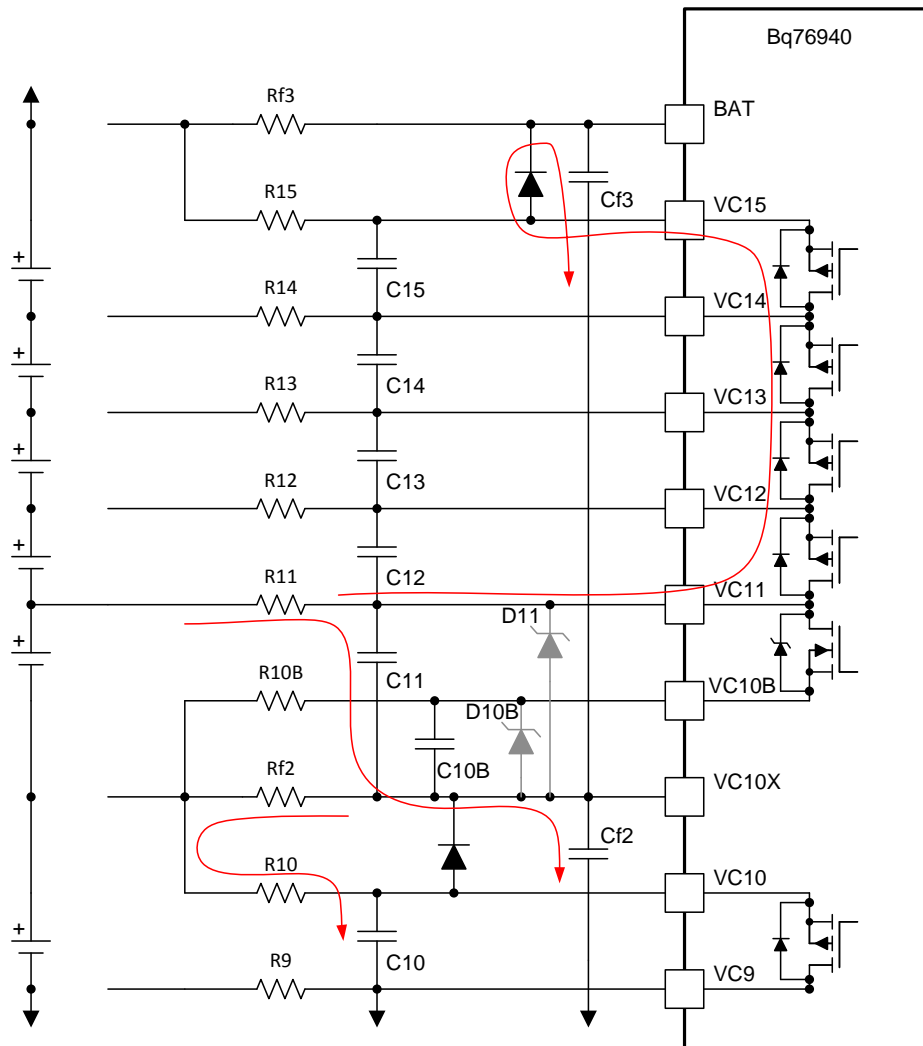 Bq76940
Rf3
BAT
Cf3
R15
VC15
+
C15
R14
VC14
+
C14
R13
VC13
+
C13
R12
VC12
+
C12
R11
VC11
D11
+
C11
R10B
VC10B
D10B
C10B
Rf2
VC10X
Cf2
R10
VC10
+
C10
R9
VC9